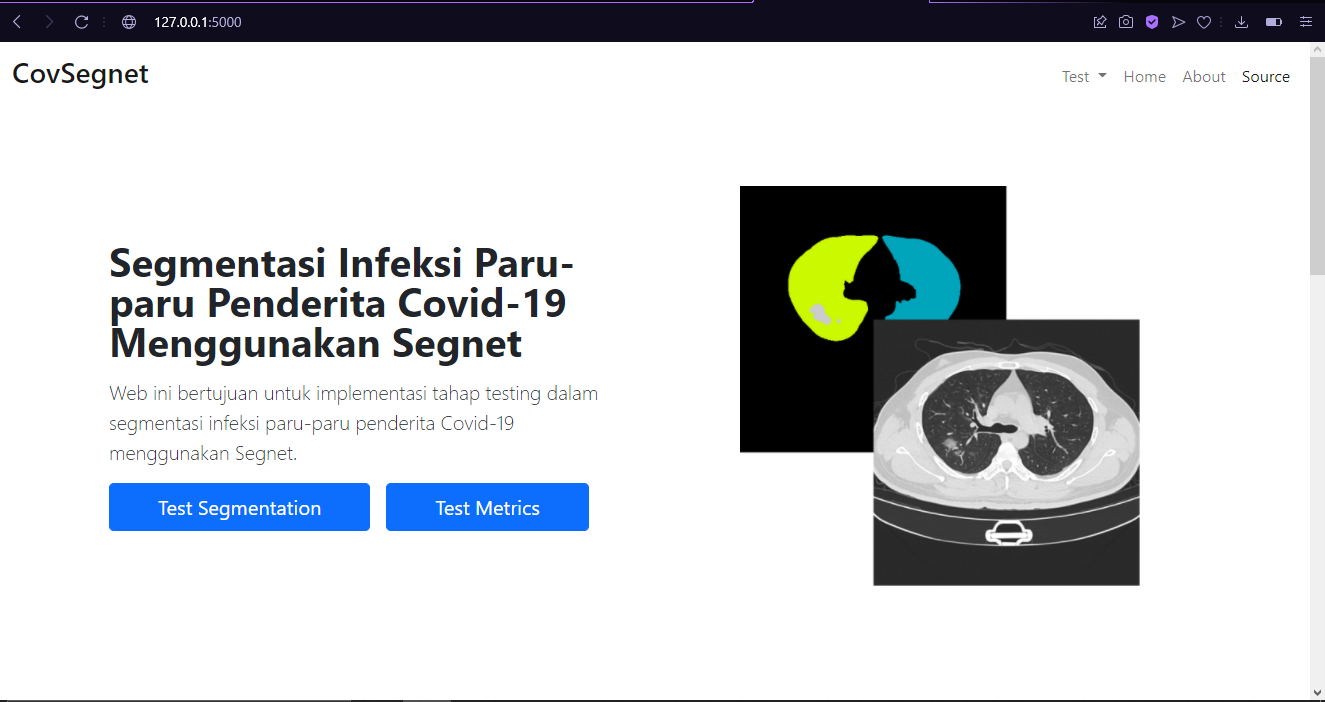 127.0.0.1:5000
CovSegnet
Test
Home
About
Source
Segmentasi Infeksi Paru-
paru Penderita Covid-19
Menggunakan Segnet
Web ini bertujuan untuk implementasi tahap testing dalam
segmentasi infeksi paru-paru penderita Covid-19
menggunakan Segnet.
Test Segmentation
Test Metrics